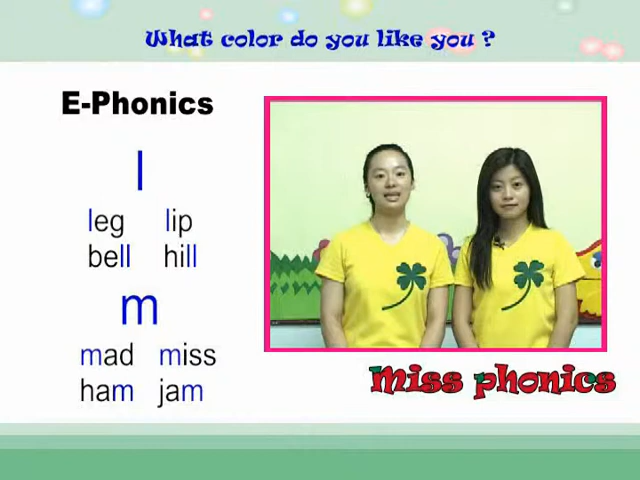 What color do you like you ?
E-Phonics
l
leg lip
bell hill
m
mad miss
ham jam
Miss phonics